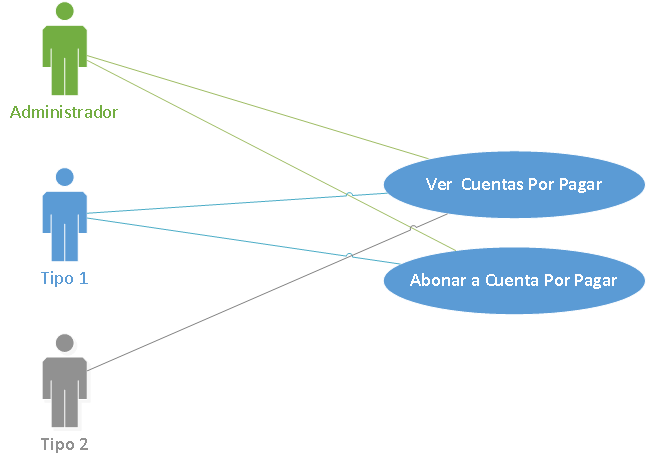 Administrador
Ver Cuentas Por Pagar
Tipo 1
Abonar a Cuenta Por Pagar
Tipo 2